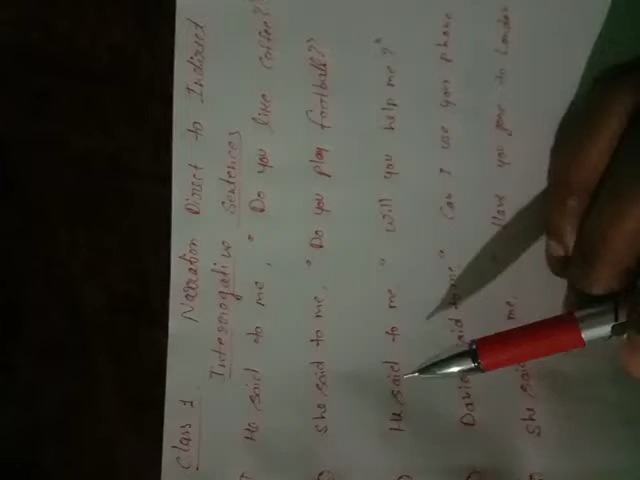 Class 1 Narration Direct to Indirect
Interrogative Sentences
He said to me, "Do you like coffee?"
She said to me, "Do you play football?"
He said to me "Will you help me?"
David said to me "Can I use your phone
She said me, Have you gone to London